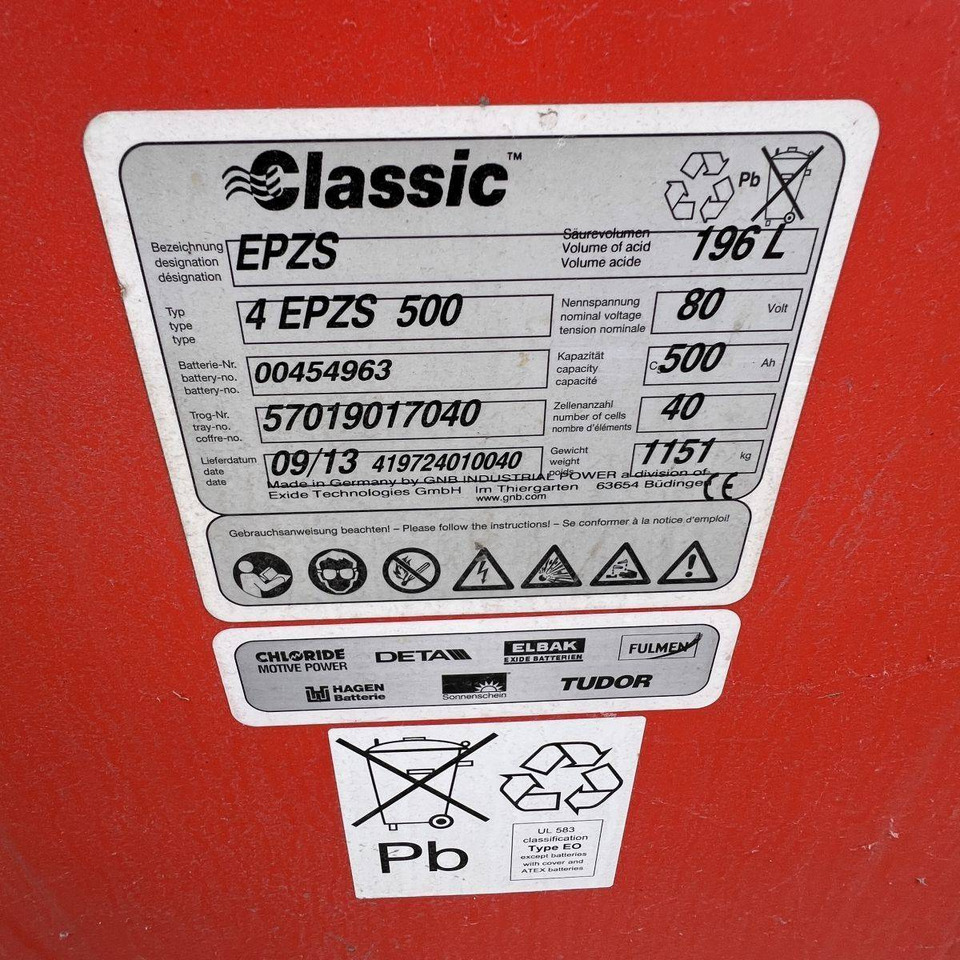 Classic™
Pb
Bezeichnung
designation
désignation
EPZS
Säurevolumen
Volume of acid
Volume acide
196 L
Typ
type
type
4 EPZS 500
Nennspannung
nominal voltage
tension nominale
80 Volt
Batterie-Nr.
battery-no.
battery-no.
00454963
Kapazität
capacity
capacité
C 500 Ah
Trog-Nr.
tray-no.
coffre-no.
57019017040
Zellenanzahl
number of cells
nombre d'éléments
40
Lieferdatum
date
date
09/13 419724010040
Gewicht
weight
poids
1151 kg
Made in Germany by GNB INDUSTRIAL POWER a division of
Exide Technologies GmbH Im Thiergarten 63654 Büdingen
www.gnb.com
CE
Gebrauchsanweisung beachten! – Please follow the instructions! – Se conformer à la notice d'emploi!
CHLORIDE
MOTIVE POWER
DETA
ELBAK
EXIDE BATTERIEN
FULMEN
HAGEN
Batterie
Sonnenschein
TUDOR
Pb
UL 583
classification
Type EO
except batteries
with cover and
ATEX batteries